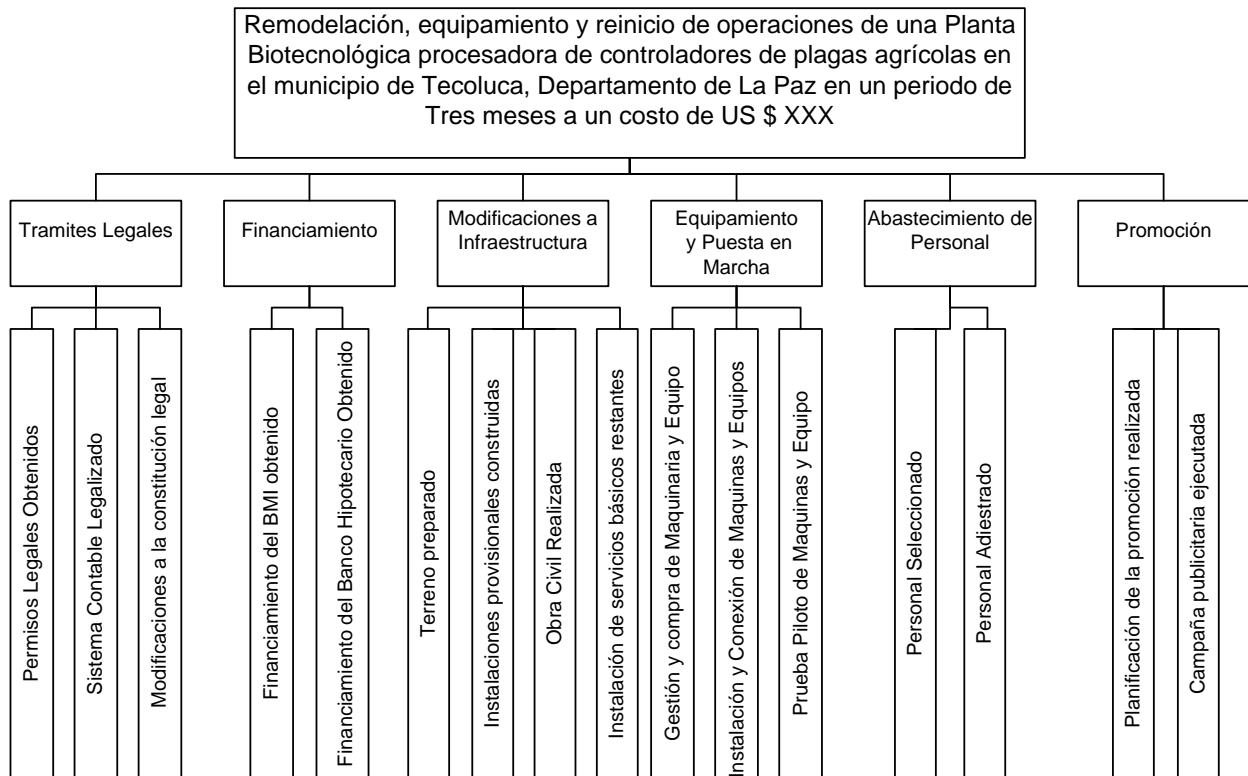 Remodelación, equipamiento y reinicio de operaciones de una Planta
Biotecnológica procesadora de controladores de plagas agrícolas en
el municipio de Tecoluca, Departamento de La Paz en un periodo de
Tres meses a un costo de US $ XXX
Tramites Legales
Financiamiento
Modificaciones a
Infraestructura
Equipamiento
y Puesta en
Marcha
Abastecimiento de
Personal
Promoción
Permisos Legales Obtenidos
Sistema Contable Legalizado
Modificaciones a la constitución legal
Financiamiento del BMI obtenido
Financiamiento del Banco Hipotecario Obtenido
Terreno preparado
Instalaciones provisionales construidas
Obra Civil Realizada
Instalación de servicios básicos restantes
Gestión y compra de Maquinaria y Equipo
Instalación y Conexión de Maquinas y Equipos
Prueba Piloto de Maquinas y Equipo
Personal Seleccionado
Personal Adiestrado
Planificación de la promoción realizada
Campaña publicitaria ejecutada